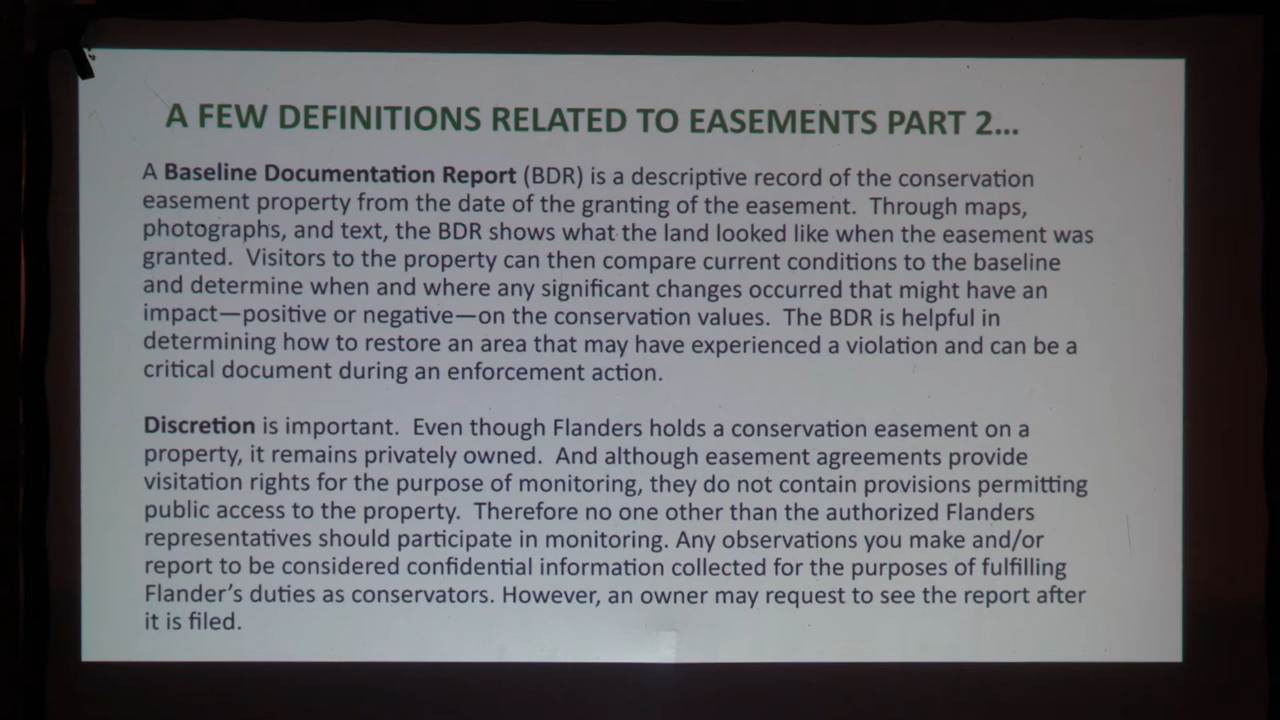 A FEW DEFINITIONS RELATED TO EASEMENTS PART 2...
A Baseline Documentation Report (BDR) is a descriptive record of the conservation
easement property from the date of the granting of the easement.  Through maps,
photographs, and text, the BDR shows what the land looked like when the easement was
granted.  Visitors to the property can then compare current conditions to the baseline
and determine when and where any significant changes occurred that might have an
impact—positive or negative—on the conservation values.  The BDR is helpful in
determining how to restore an area that may have experienced a violation and can be a
critical document during an enforcement action.
Discretion is important.  Even though Flanders holds a conservation easement on a
property, it remains privately owned.  And although easement agreements provide
visitation rights for the purpose of monitoring, they do not contain provisions permitting
public access to the property.  Therefore no one other than the authorized Flanders
representatives should participate in monitoring. Any observations you make and/or
report to be considered confidential information collected for the purposes of fulfilling
Flander’s duties as conservators. However, an owner may request to see the report after
it is filed.